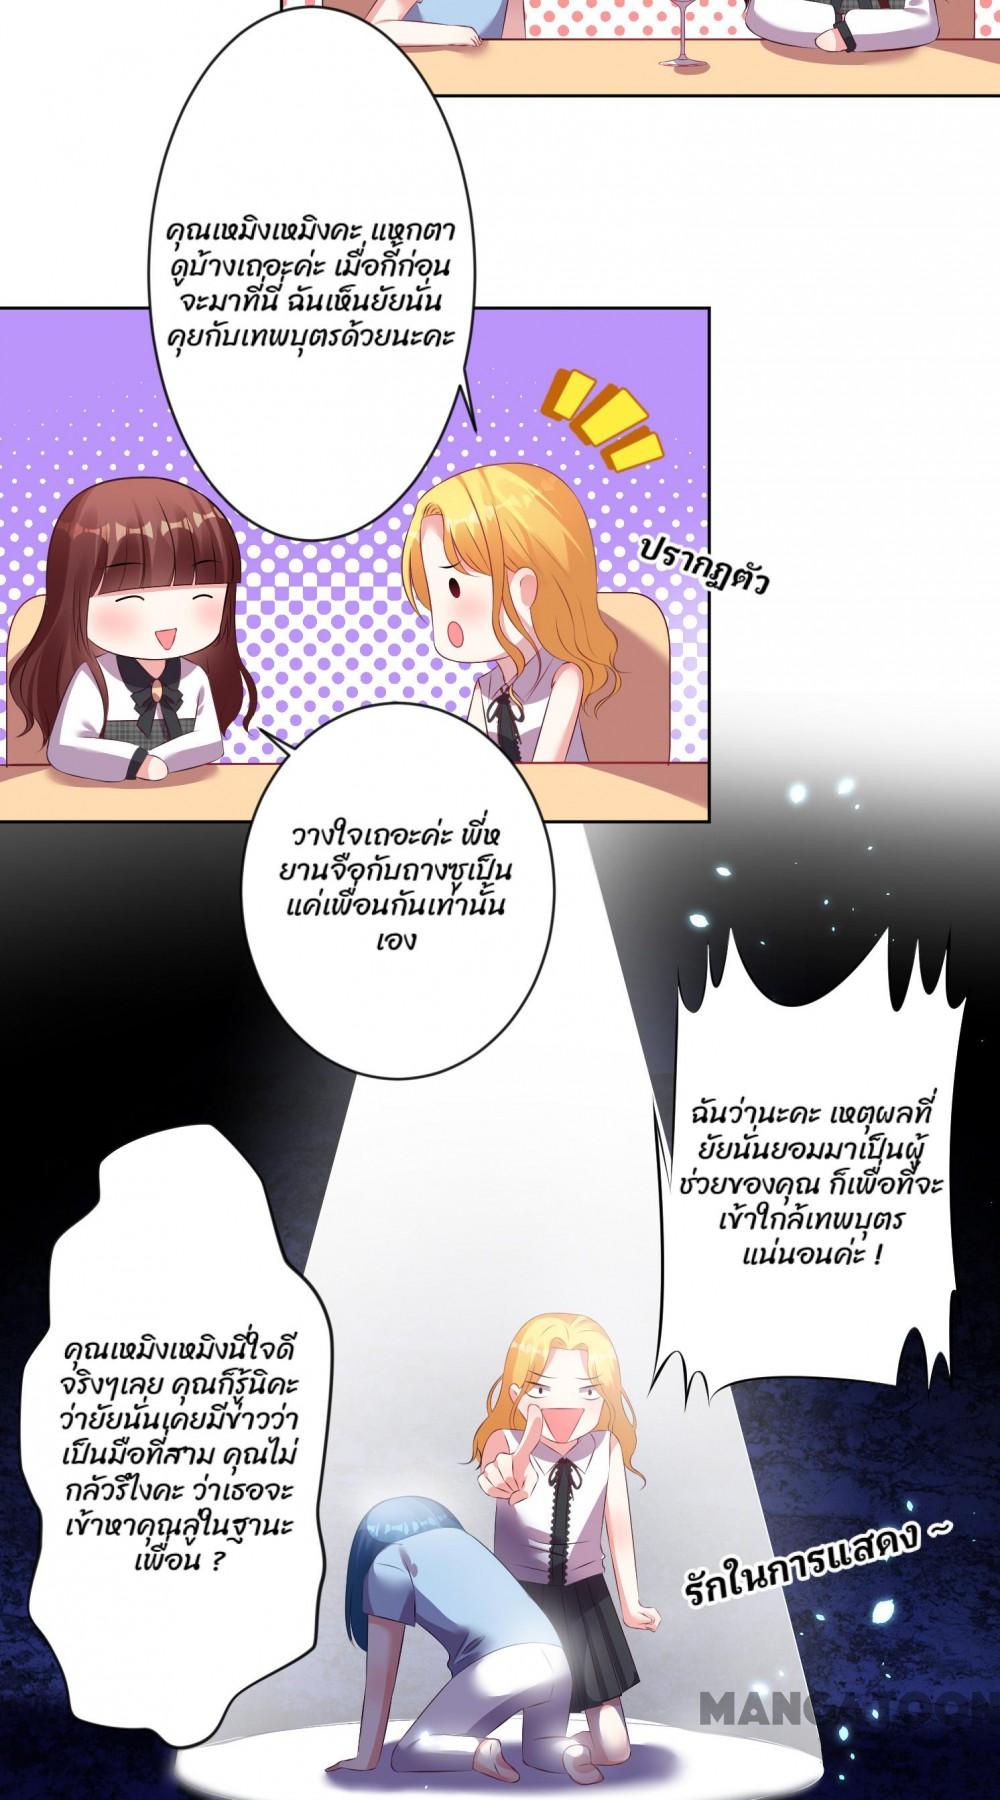 คุณเหมิงเหมิงคะ แหกตา
ดูบ้างเถอะค่ะ เมื่อกี้ก่อน
จะมาที่นี่ ฉันเห็นยัยนั่น
คุยกับเทพบุตรด้วยนะคะ
ปรากฏตัว
วางใจเถอะค่ะ พี่ห
ยานจือกับถางซูเป็น
แค่เพื่อนกันเท่านั้น
เอง
ฉันว่านะคะ เหตุผลที่
ยัยนั่นยอมมาเป็นผู้
ช่วยของคุณ ก็เพื่อที่จะ
เข้าใกล้เทพบุตร
แน่นอนค่ะ !
คุณเหมิงเหมิงนี่ใจดี
จริงๆเลย คุณก็รู้นิคะ
ว่ายัยนั่นเคยมีข่าวว่า
เป็นมือที่สาม คุณไม่
กลัวรึไงคะ ว่าเธอจะ
เข้าหาคุณลู่ในฐานะ
เพื่อน ?
รักในการแสดง ~
MANGATOON